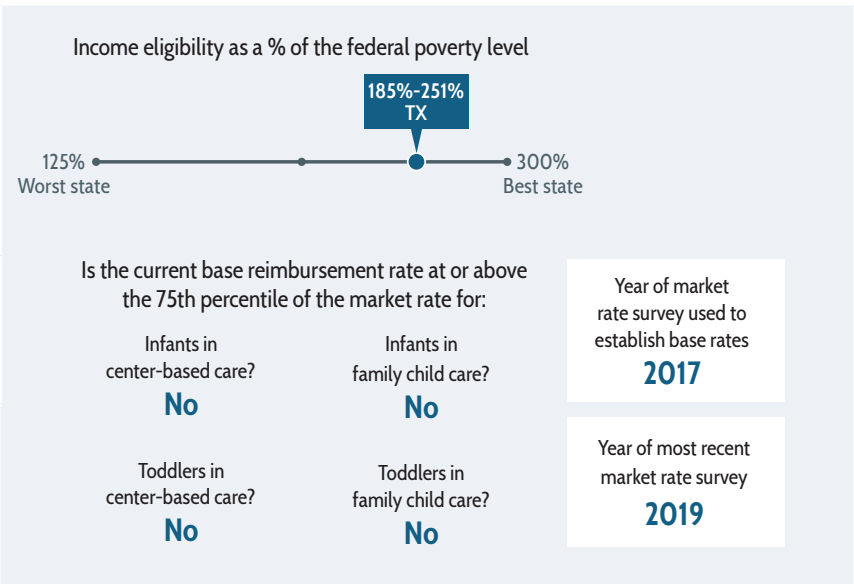 Income eligibility as a % of the federal poverty level
185%-251%
TX
125%
Worst state
300%
Best state
Is the current base reimbursement rate at or above
the 75th percentile of the market rate for:
Infants in
center-based care?
No
Infants in
family child care?
No
Toddlers in
center-based care?
No
Toddlers in
family child care?
No
Year of market
rate survey used to
establish base rates
2017
Year of most recent
market rate survey
2019